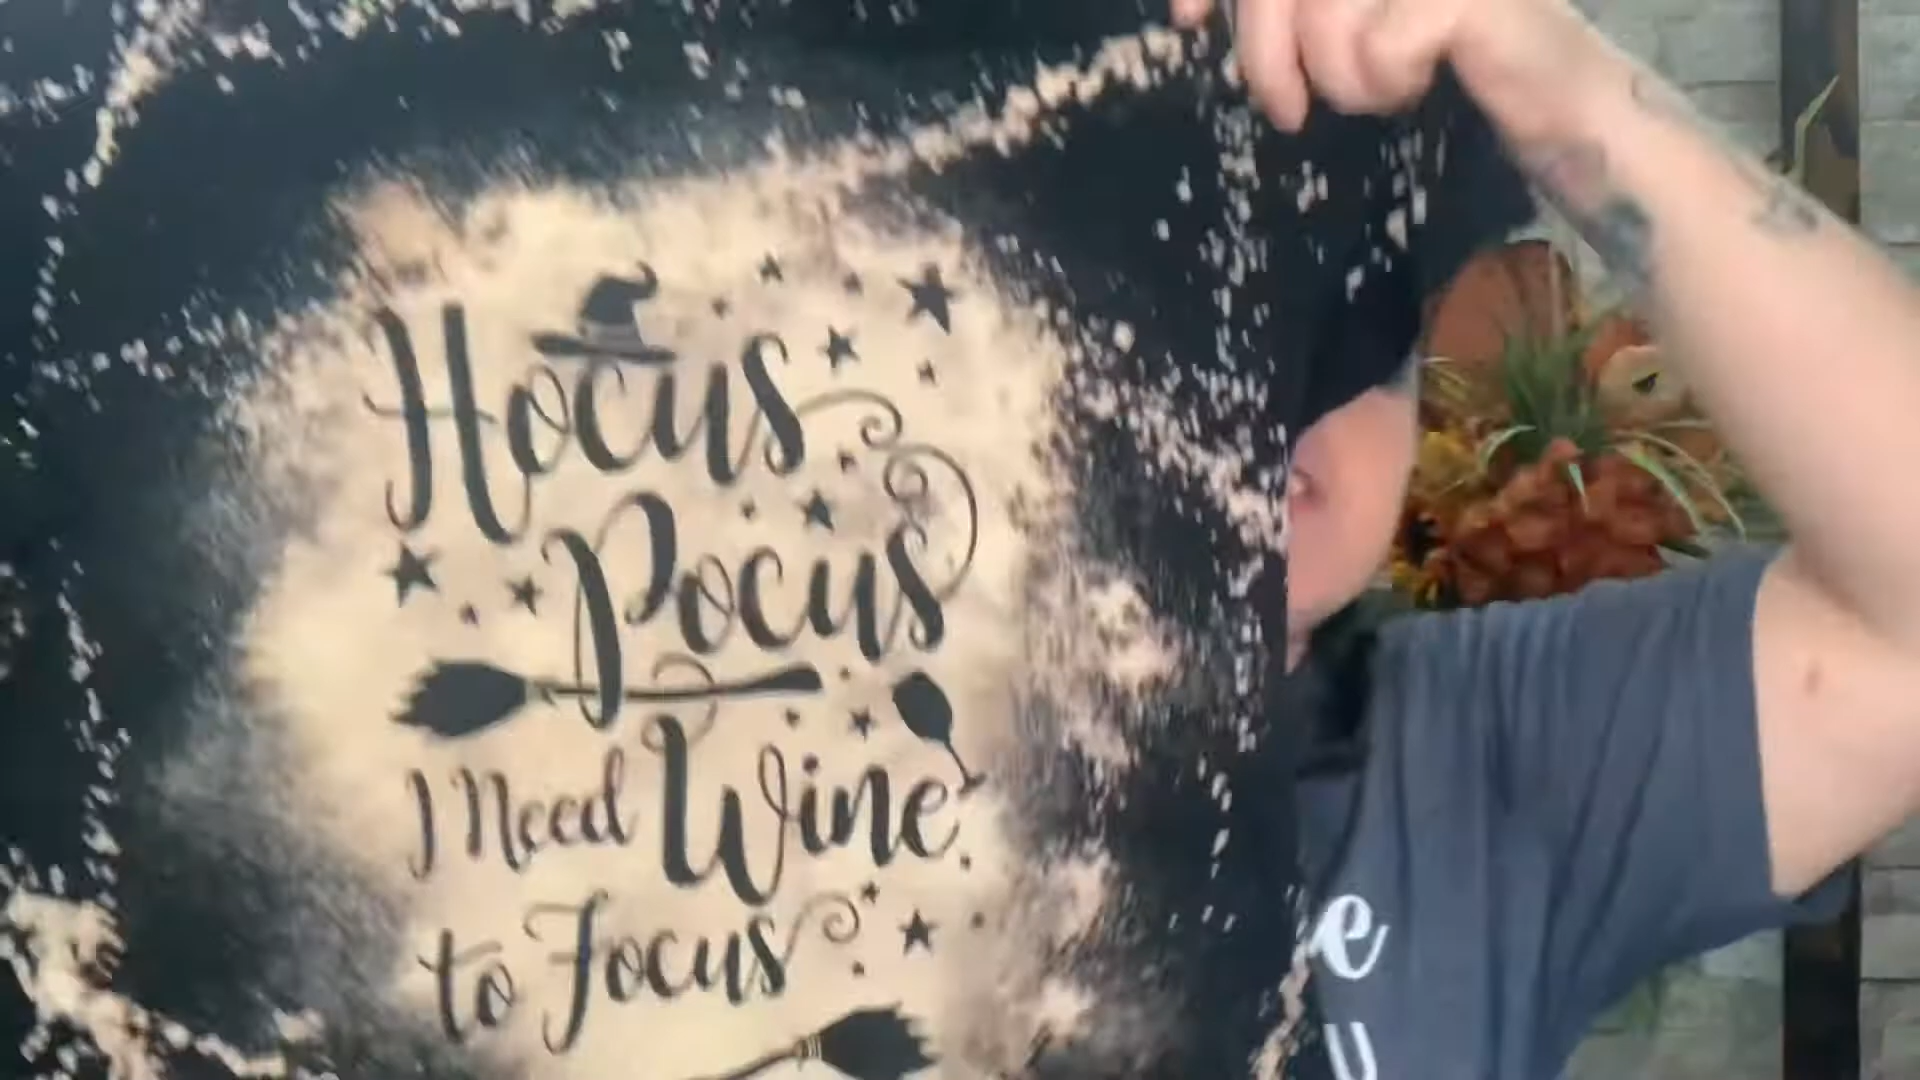 Hocus
Pocus
I Need Wine
to Focus
e
u